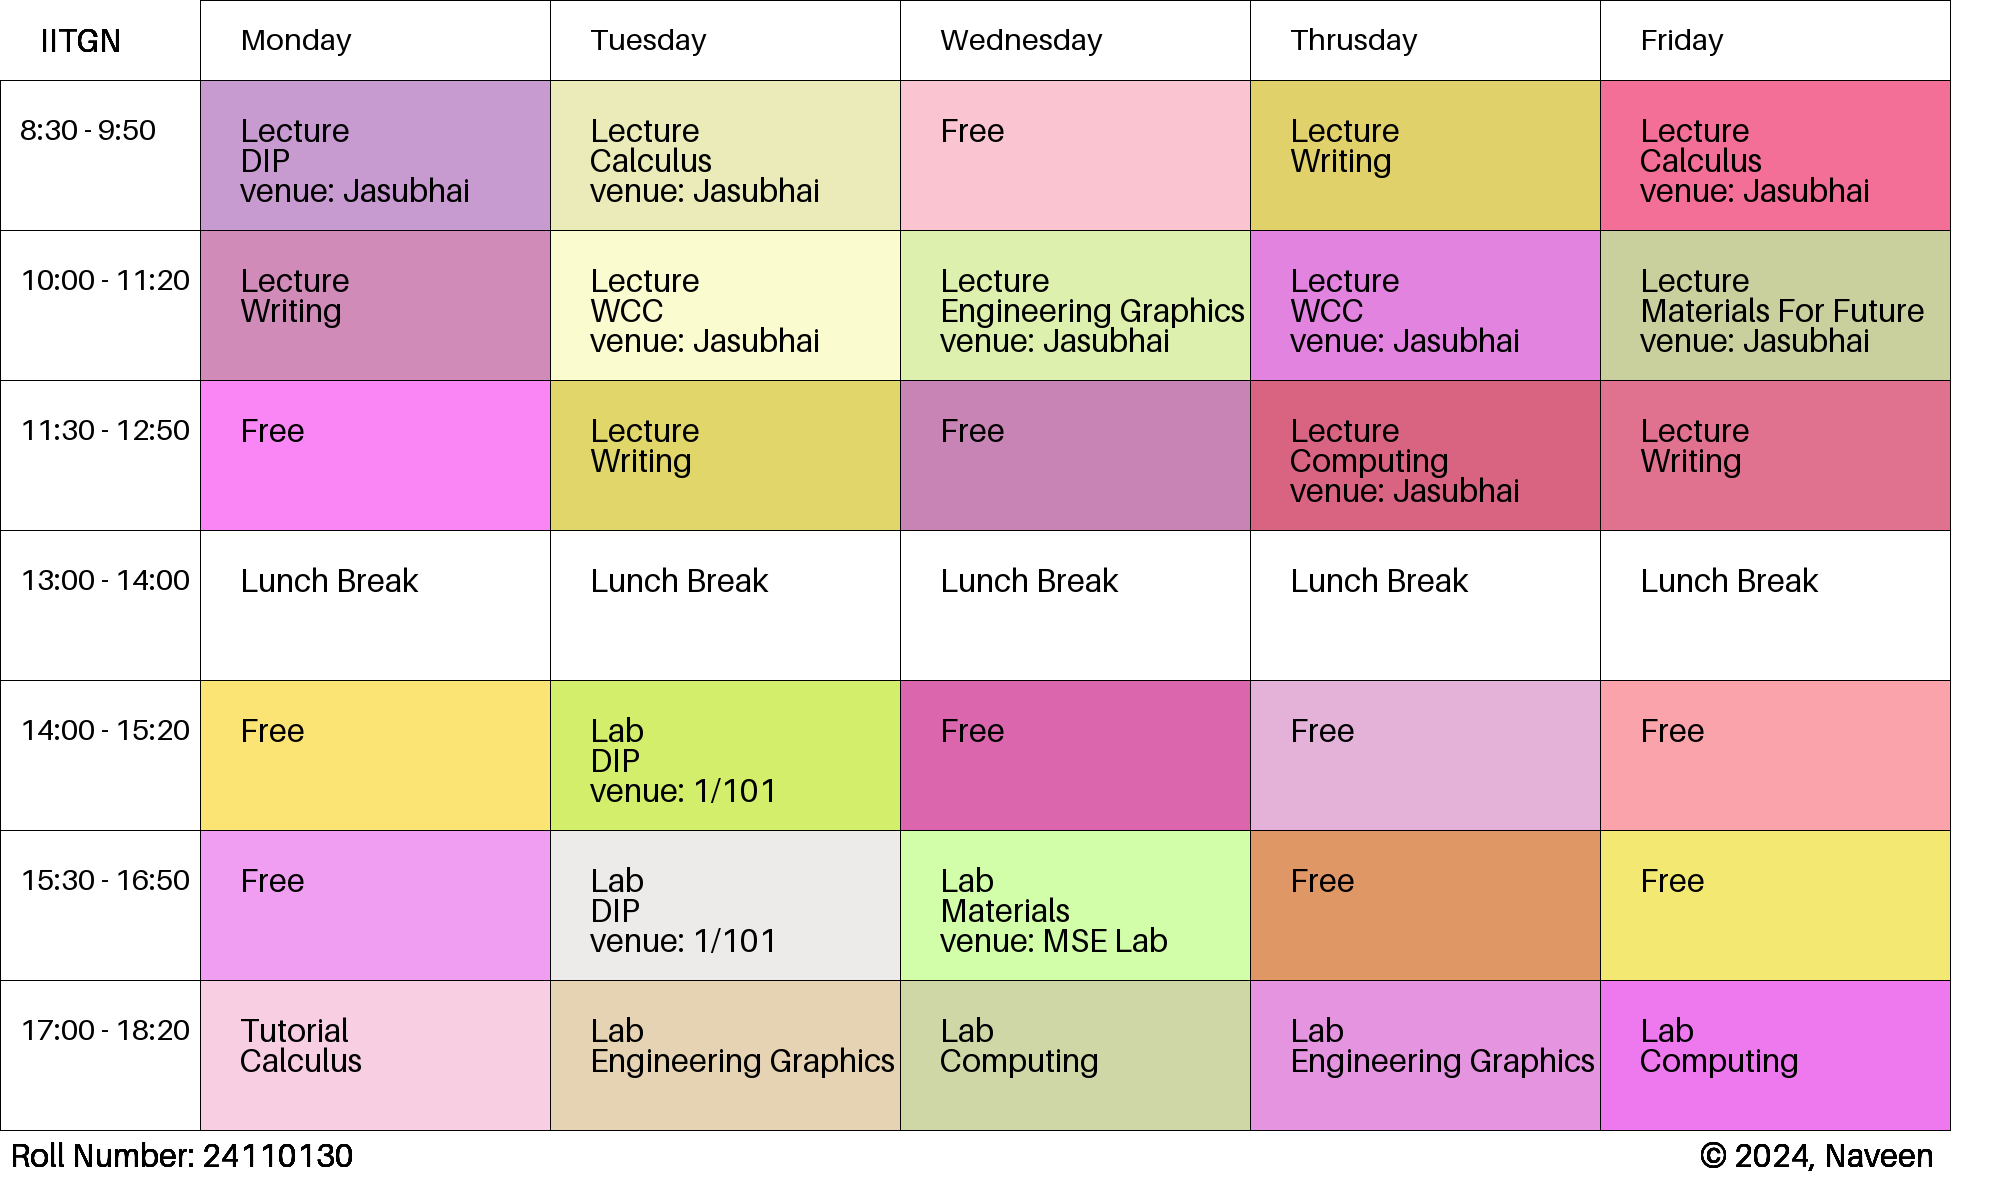 IITGN
Monday
Tuesday
Wednesday
Thrusday
Friday
8:30 - 9:50
Lecture
DIP
venue: Jasubhai
Lecture
Calculus
venue: Jasubhai
Free
Lecture
Writing
Lecture
Calculus
venue: Jasubhai
10:00 - 11:20
Lecture
Writing
Lecture
WCC
venue: Jasubhai
Lecture
Engineering Graphics
venue: Jasubhai
Lecture
WCC
venue: Jasubhai
Lecture
Materials For Future
venue: Jasubhai
11:30 - 12:50
Free
Lecture
Writing
Free
Lecture
Computing
venue: Jasubhai
Lecture
Writing
13:00 - 14:00
Lunch Break
Lunch Break
Lunch Break
Lunch Break
Lunch Break
14:00 - 15:20
Free
Lab
DIP
venue: 1/101
Free
Free
Free
15:30 - 16:50
Free
Lab
DIP
venue: 1/101
Lab
Materials
venue: MSE Lab
Free
Free
17:00 - 18:20
Tutorial
Calculus
Lab
Engineering Graphics
Lab
Computing
Lab
Engineering Graphics
Lab
Computing
Roll Number: 24110130
© 2024, Naveen